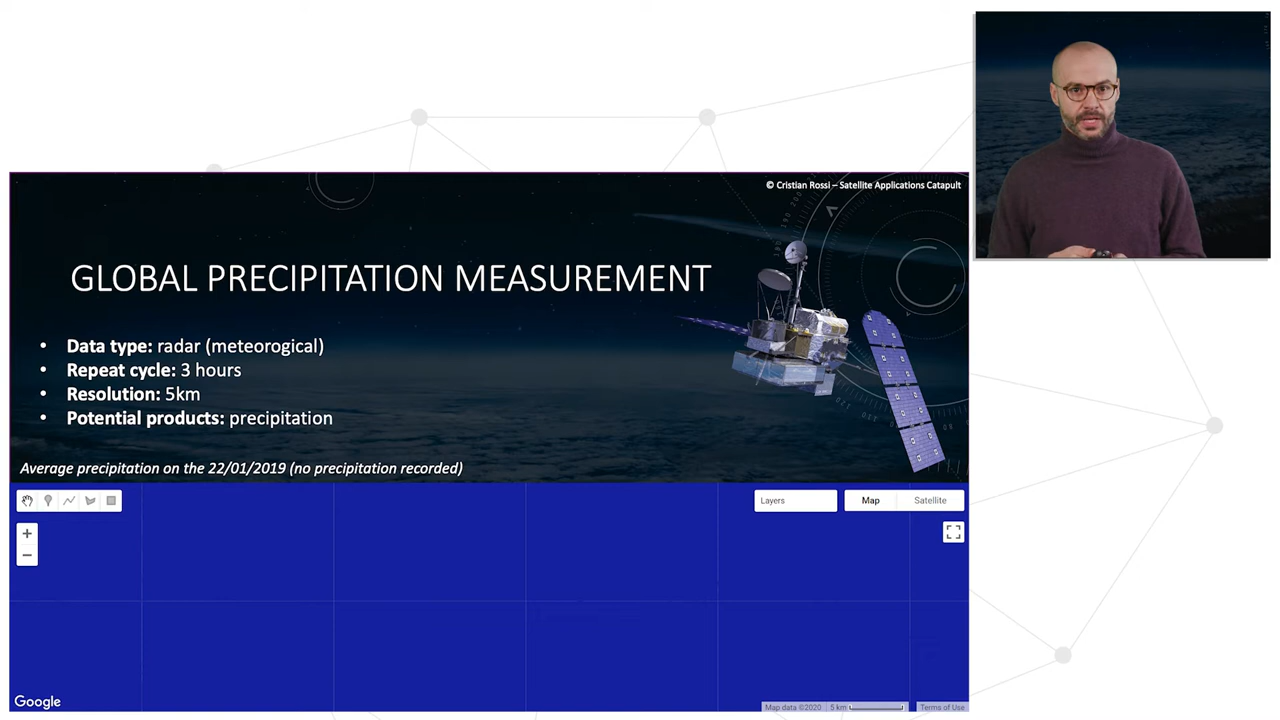 © Cristian Rossi – Satellite Applications Catapult
GLOBAL PRECIPITATION MEASUREMENT
• Data type: radar (meteorogical)
• Repeat cycle: 3 hours
• Resolution: 5km
• Potential products: precipitation
Average precipitation on the 22/01/2019 (no precipitation recorded)
Layers
Map
Satellite
+
−
Google
Map data ©2020
5 km
Terms of Use